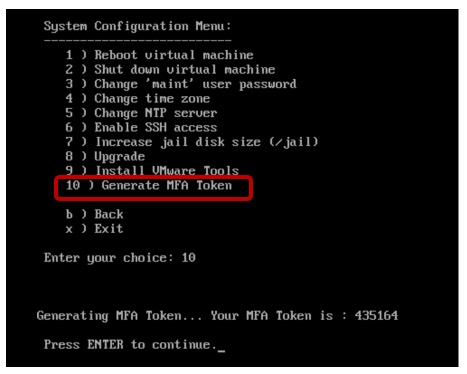 System Configuration Menu:
---------------------------
1 ) Reboot virtual machine
2 ) Shut down virtual machine
3 ) Change 'maint' user password
4 ) Change time zone
5 ) Change NTP server
6 ) Enable SSH access
7 ) Increase jail disk size (/jail)
8 ) Upgrade
9 ) Install VMware Tools
10 ) Generate MFA Token
b ) Back
x ) Exit
Enter your choice: 10
Generating MFA Token... Your MFA Token is : 435164
Press ENTER to continue._